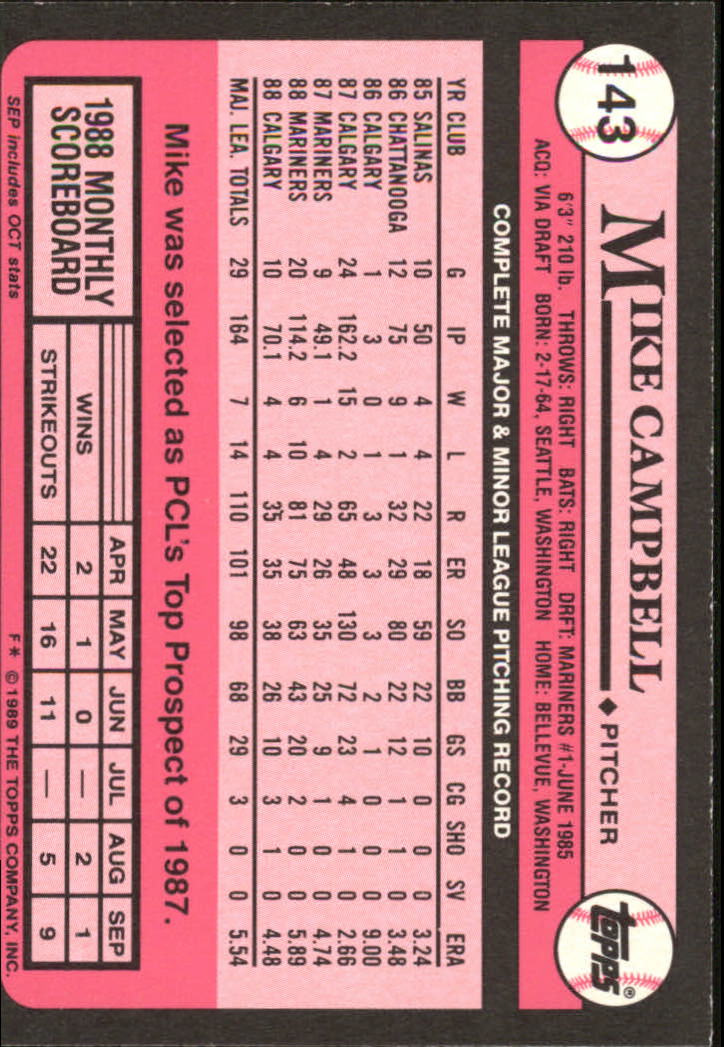 143
MIKE CAMPBELL ◆ PITCHER
topps®
6'3" 210 lb. THROWS: RIGHT BATS: RIGHT DRFT: MARINERS #1-JUNE 1985
ACQ: VIA DRAFT BORN: 2-17-64, SEATTLE, WASHINGTON HOME: BELLEVUE, WASHINGTON
COMPLETE MAJOR & MINOR LEAGUE PITCHING RECORD
YR CLUB G IP W L R ER SO BB GS CG SHO SV ERA
85 SALINAS 10 50 4 4 22 18 59 22 10 0 0 0 3.24
86 CHATTANOOGA 12 75 9 1 32 29 80 22 12 1 1 0 3.48
86 CALGARY 1 3 0 1 3 3 3 2 1 0 0 0 9.00
87 CALGARY 24 162.2 15 2 65 48 130 72 23 4 1 0 2.66
87 MARINERS 9 49.1 1 4 29 26 35 25 9 1 0 0 4.74
88 MARINERS 20 114.2 6 10 81 75 63 43 20 2 0 0 5.89
88 CALGARY 10 70.1 4 4 35 35 38 26 10 3 1 0 4.48
MAJ. LEA. TOTALS 29 164 7 14 110 101 98 68 29 3 0 0 5.54
Mike was selected as PCL's Top Prospect of 1987.
1988 MONTHLY
SCOREBOARD
APR MAY JUN JUL AUG SEP
WINS 2 1 0 — 2 1
STRIKEOUTS 22 16 11 — 5 9
SEP includes OCT stats
F* © 1989 THE TOPPS COMPANY, INC.